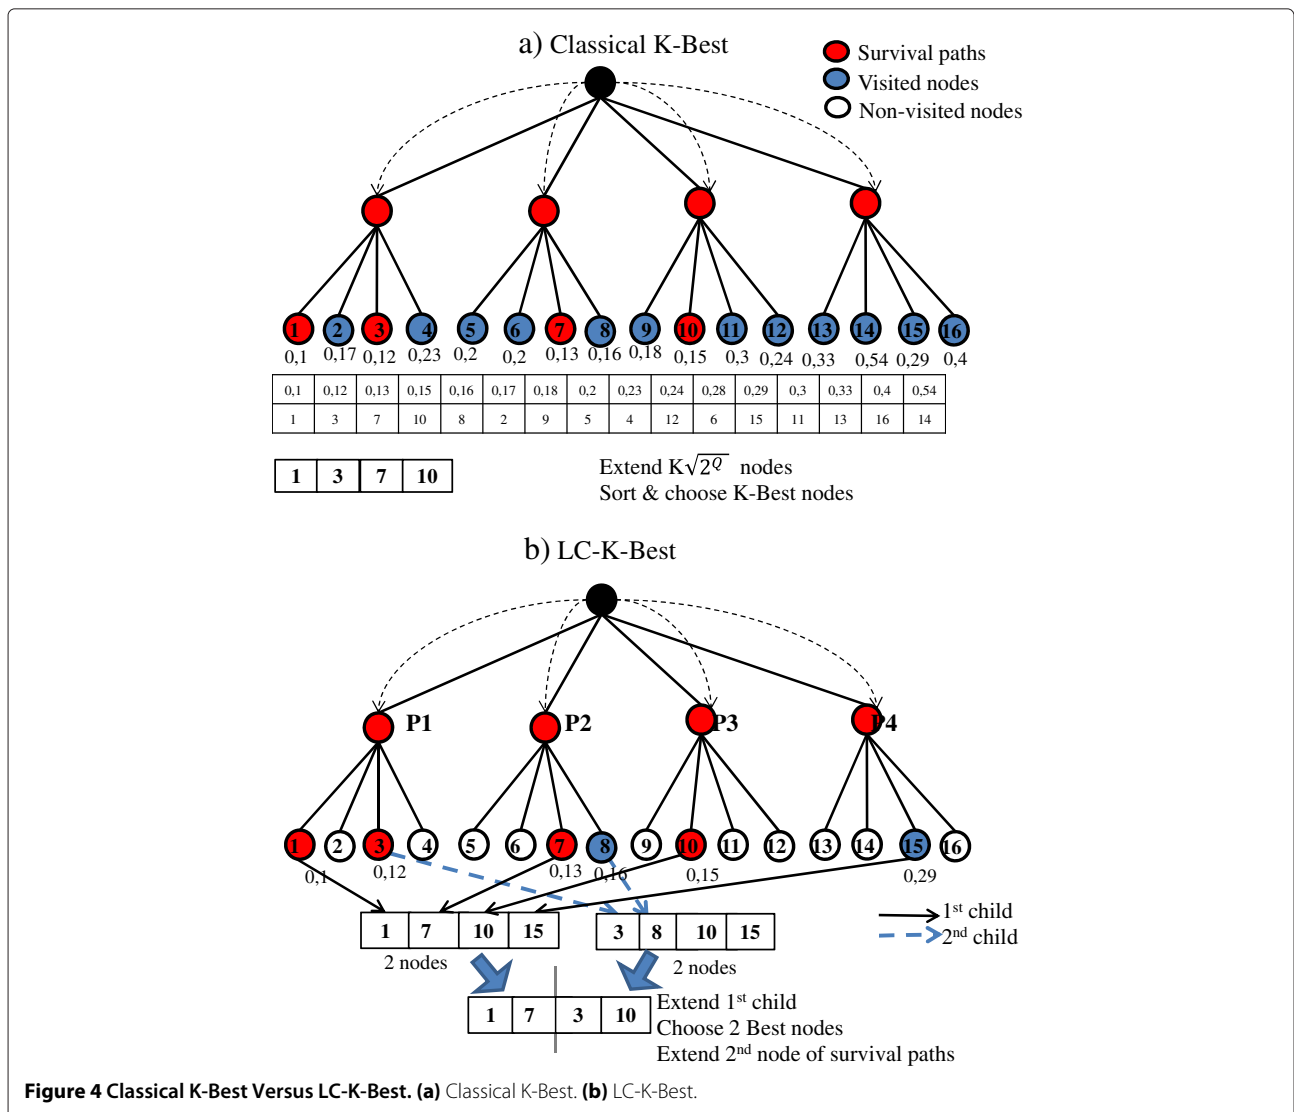 a) Classical K-Best
Survival paths
Visited nodes
Non-visited nodes
1 2 3 4 5 6 7 8 9 10 11 12 13 14 15 16
0,1 0,17 0,12 0,23 0,2 0,2 0,13 0,16 0,18 0,15 0,3 0,24 0,33 0,54 0,29 0,4
0,1 0,12 0,13 0,15 0,16 0,17 0,18 0,2 0,23 0,24 0,28 0,29 0,3 0,33 0,4 0,54
1 3 7 10 8 2 9 5 4 12 6 15 11 13 16 14
1 3 7 10
Extend K√2^Q nodes
Sort & choose K-Best nodes
b) LC-K-Best
P1 P2 P3 P4
1 2 3 4 5 6 7 8 9 10 11 12 13 14 15 16
0,1 0,12 0,13 0,16 0,15 0,29
1st child
2nd child
1 7 10 15
3 8 10 15
2 nodes
2 nodes
1 7 3 10
Extend 1st child
Choose 2 Best nodes
Extend 2nd node of survival paths
Figure 4 Classical K-Best Versus LC-K-Best. (a) Classical K-Best. (b) LC-K-Best.